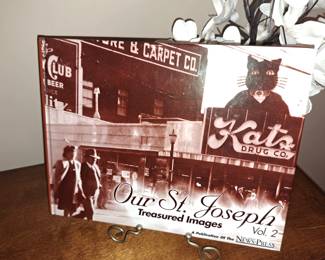 RE & CARPET CO.
CLUB
BEER
Katz
DRUG CO.
Our St. Joseph
Treasured Images
Vol. 2
A Publication Of The NEWS-PRESS